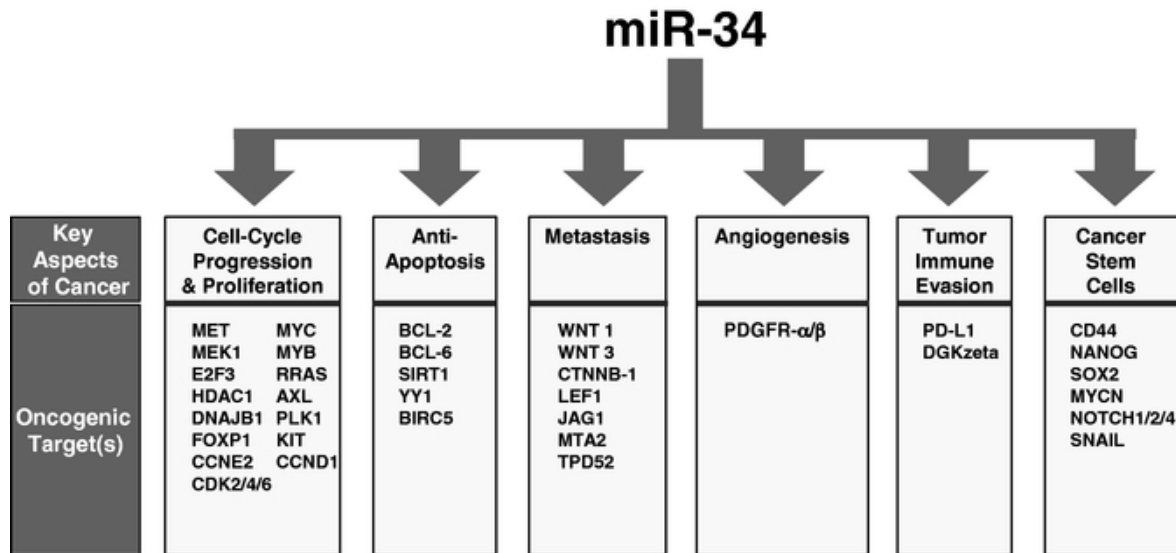 miR-34
Key
Aspects
of Cancer
Cell-Cycle
Progression
& Proliferation
Anti-
Apoptosis
Metastasis
Angiogenesis
Tumor
Immune
Evasion
Cancer
Stem
Cells
Oncogenic
Target(s)
MET MYC
MEK1 MYB
E2F3 RRAS
HDAC1 AXL
DNAJB1 PLK1
FOXP1 KIT
CCNE2 CCND1
CDK2/4/6
BCL-2
BCL-6
SIRT1
YY1
BIRC5
WNT 1
WNT 3
CTNNB-1
LEF1
JAG1
MTA2
TPD52
PDGFR-α/β
PD-L1
DGKzeta
CD44
NANOG
SOX2
MYCN
NOTCH1/2/4
SNAIL